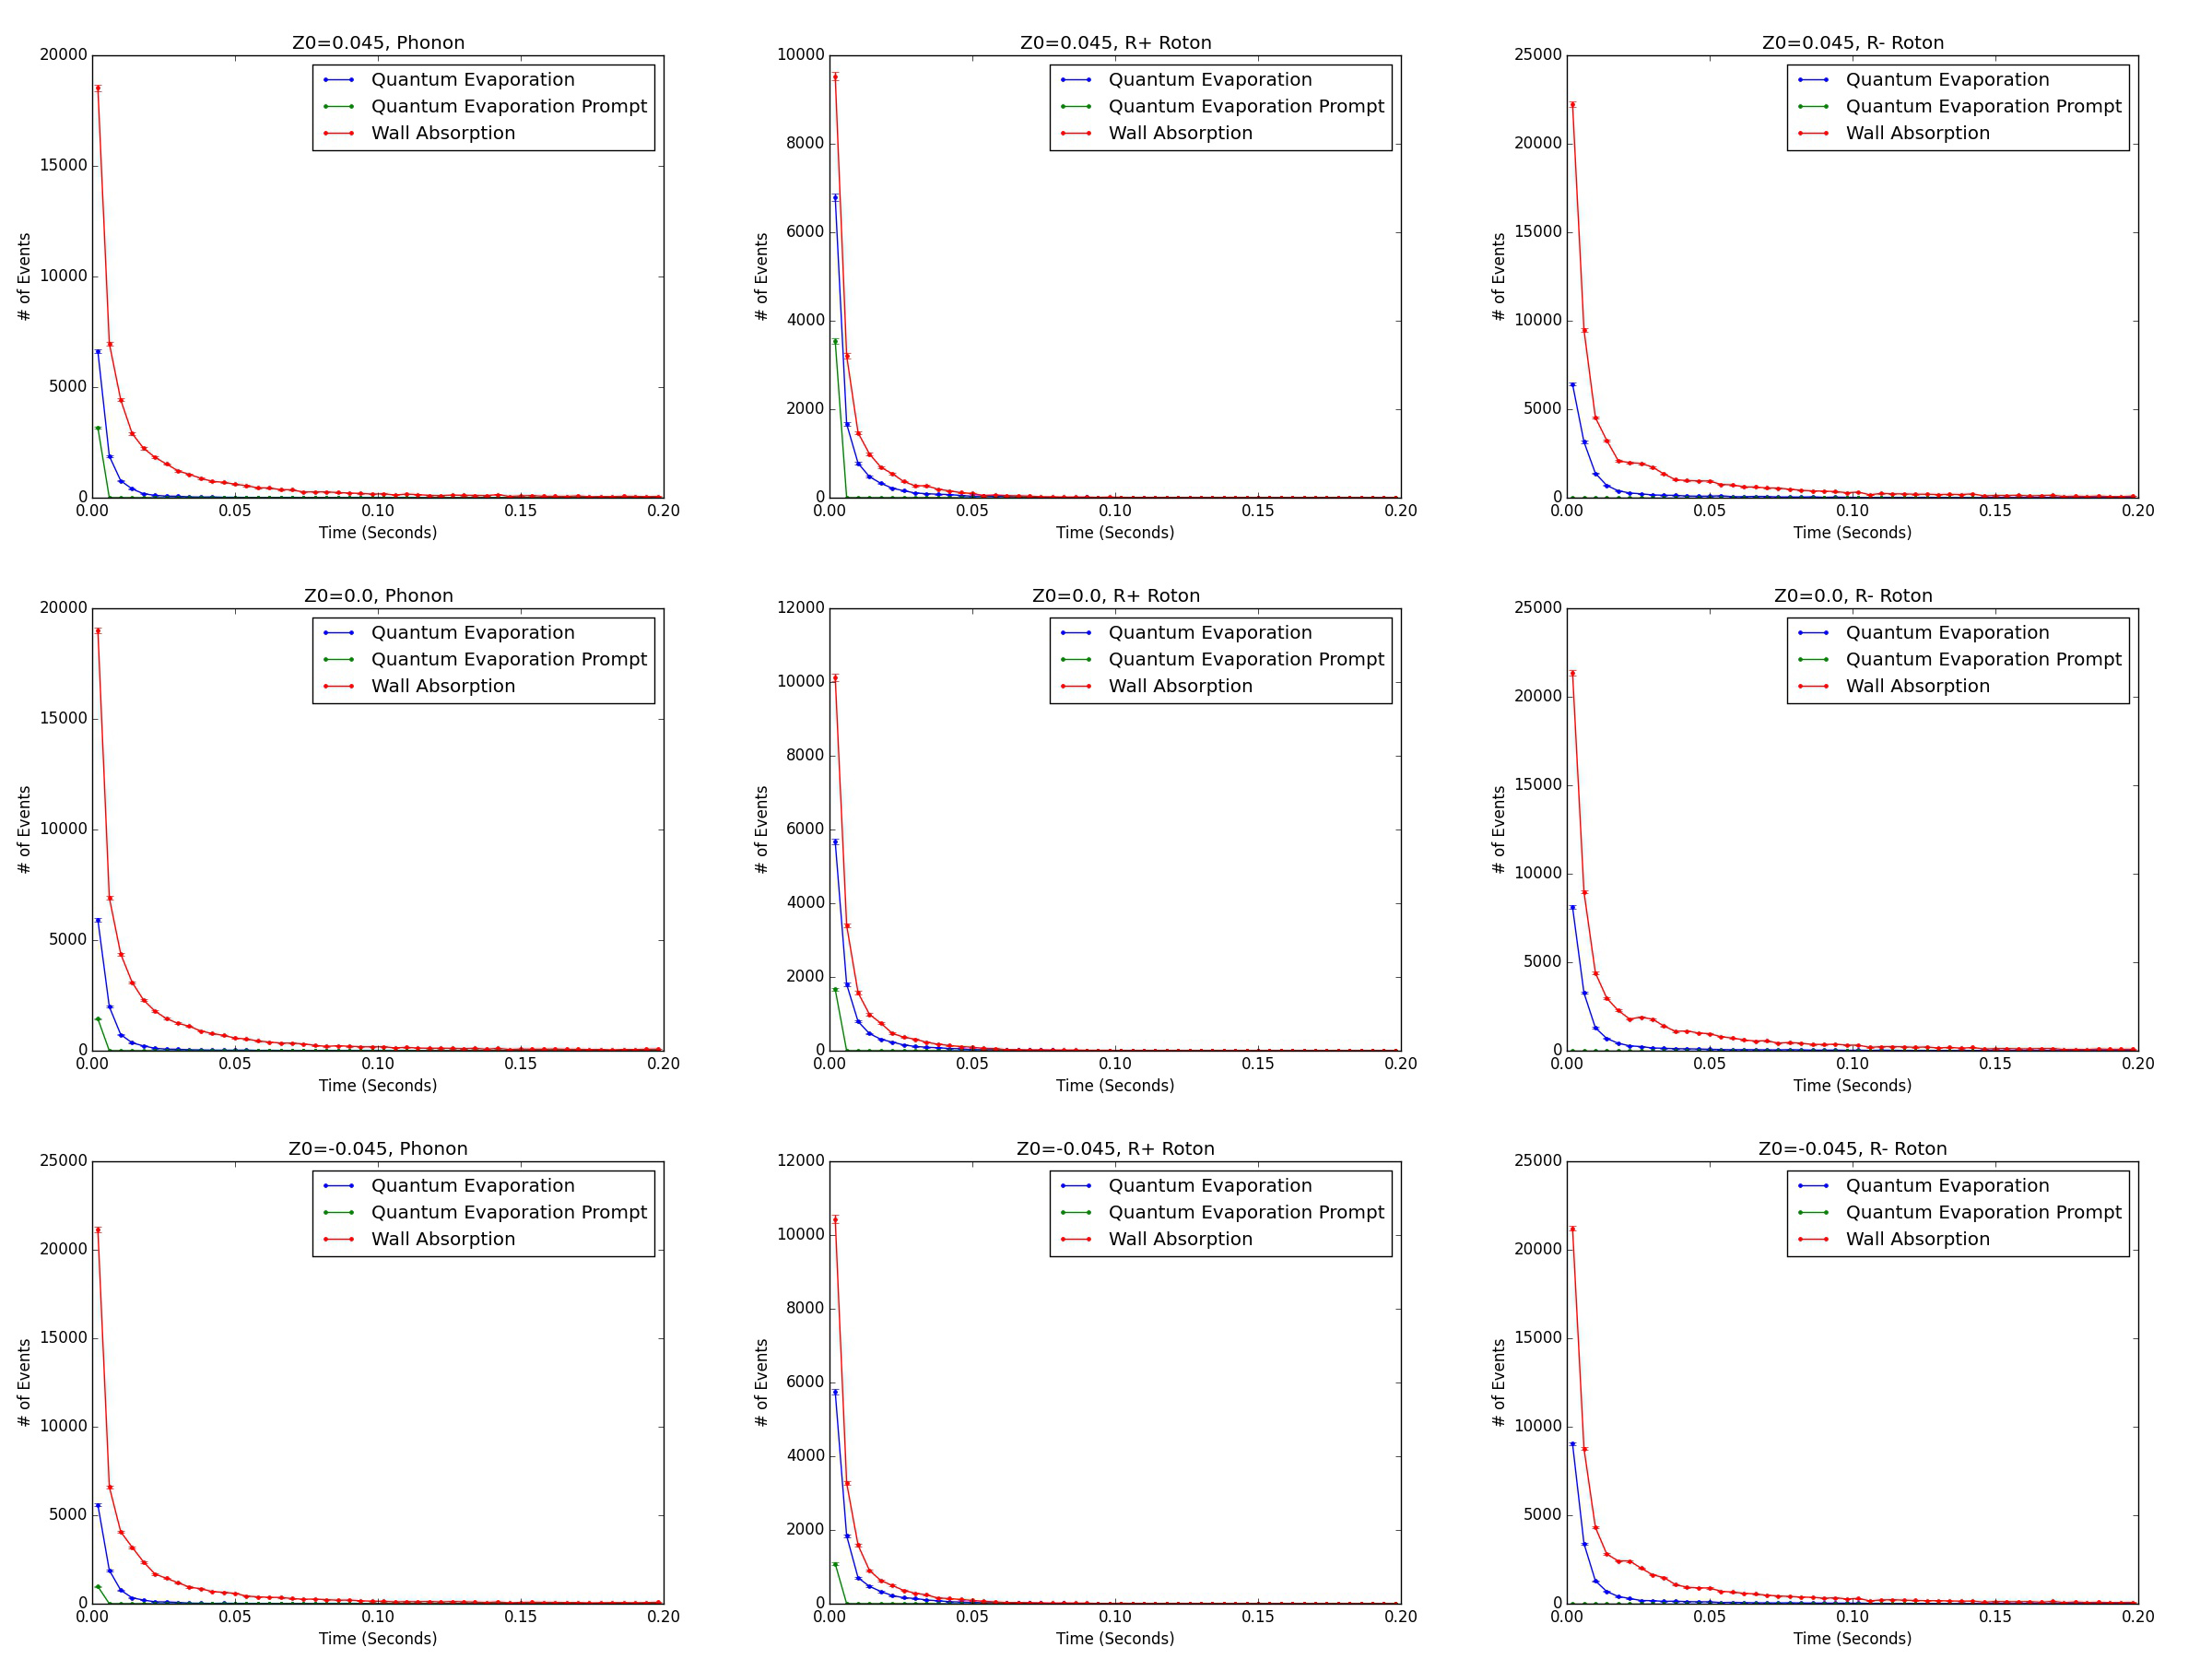 Z0=0.045, Phonon
20000
15000
10000
5000
0
# of Events
Quantum Evaporation
Quantum Evaporation Prompt
Wall Absorption
0.00 0.05 0.10 0.15 0.20
Time (Seconds)
Z0=0.045, R+ Roton
10000
8000
6000
4000
2000
0
# of Events
Quantum Evaporation
Quantum Evaporation Prompt
Wall Absorption
0.00 0.05 0.10 0.15 0.20
Time (Seconds)
Z0=0.045, R- Roton
25000
20000
15000
10000
5000
0
# of Events
Quantum Evaporation
Quantum Evaporation Prompt
Wall Absorption
0.00 0.05 0.10 0.15 0.20
Time (Seconds)
Z0=0.0, Phonon
20000
15000
10000
5000
0
# of Events
Quantum Evaporation
Quantum Evaporation Prompt
Wall Absorption
0.00 0.05 0.10 0.15 0.20
Time (Seconds)
Z0=0.0, R+ Roton
12000
10000
8000
6000
4000
2000
0
# of Events
Quantum Evaporation
Quantum Evaporation Prompt
Wall Absorption
0.00 0.05 0.10 0.15 0.20
Time (Seconds)
Z0=0.0, R- Roton
25000
20000
15000
10000
5000
0
# of Events
Quantum Evaporation
Quantum Evaporation Prompt
Wall Absorption
0.00 0.05 0.10 0.15 0.20
Time (Seconds)
Z0=-0.045, Phonon
25000
20000
15000
10000
5000
0
# of Events
Quantum Evaporation
Quantum Evaporation Prompt
Wall Absorption
0.00 0.05 0.10 0.15 0.20
Time (Seconds)
Z0=-0.045, R+ Roton
12000
10000
8000
6000
4000
2000
0
# of Events
Quantum Evaporation
Quantum Evaporation Prompt
Wall Absorption
0.00 0.05 0.10 0.15 0.20
Time (Seconds)
Z0=-0.045, R- Roton
25000
20000
15000
10000
5000
0
# of Events
Quantum Evaporation
Quantum Evaporation Prompt
Wall Absorption
0.00 0.05 0.10 0.15 0.20
Time (Seconds)